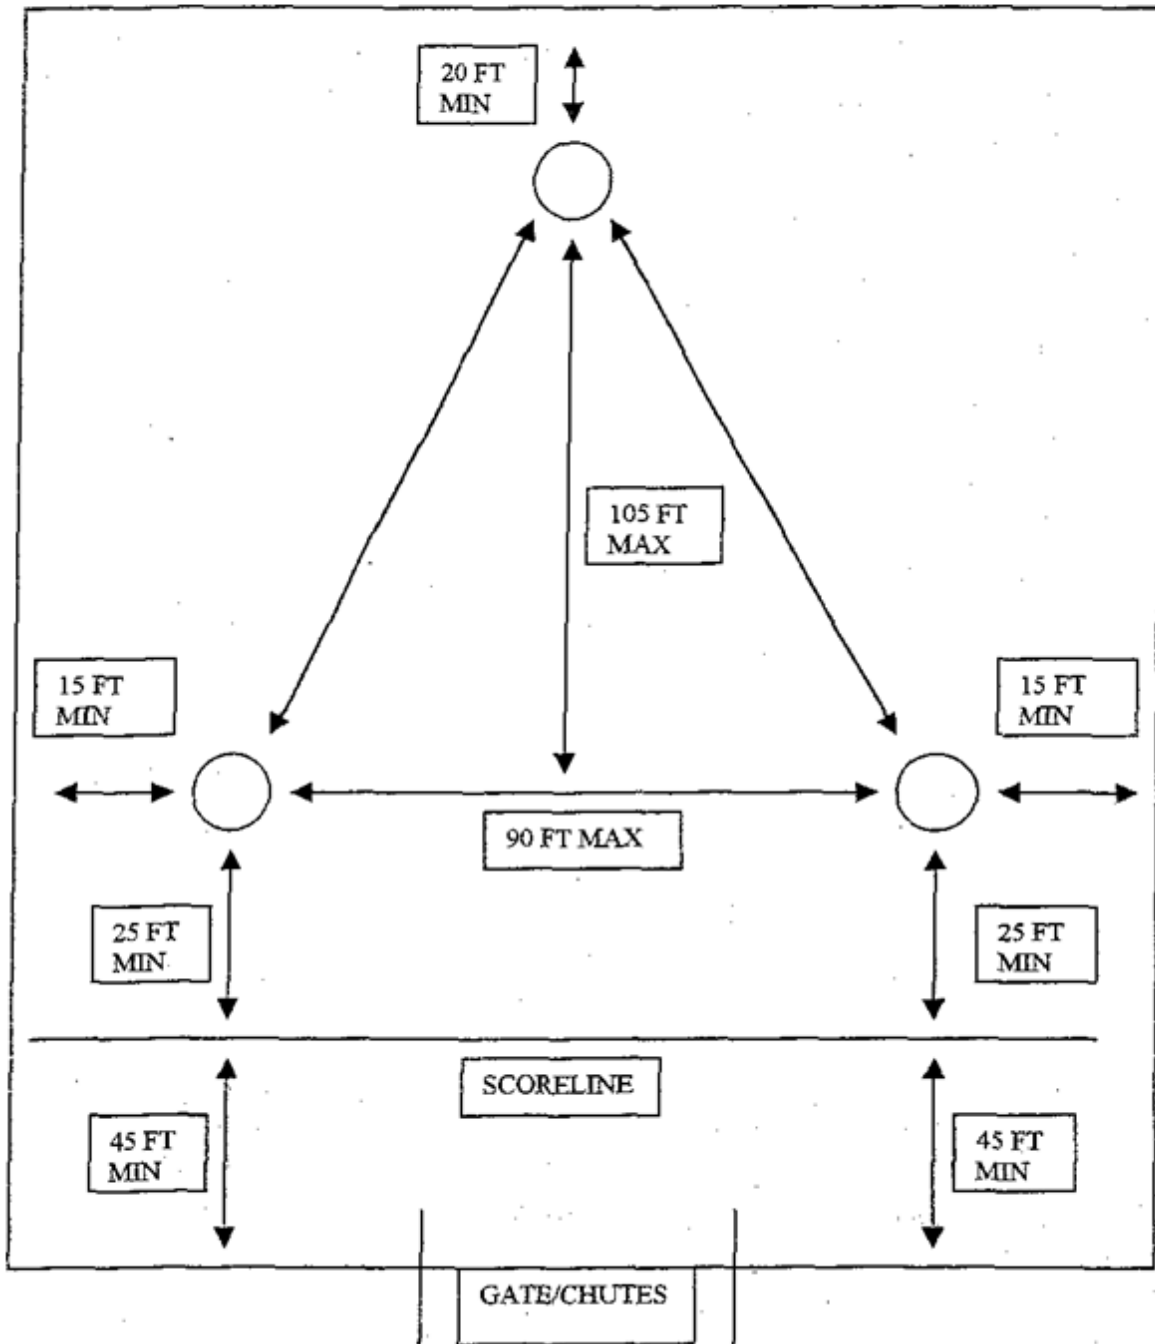 20 FT
MIN
105 FT
MAX
15 FT
MIN
15 FT
MIN
90 FT MAX
25 FT
MIN
25 FT
MIN
SCORELINE
45 FT
MIN
45 FT
MIN
GATE/CHUTES